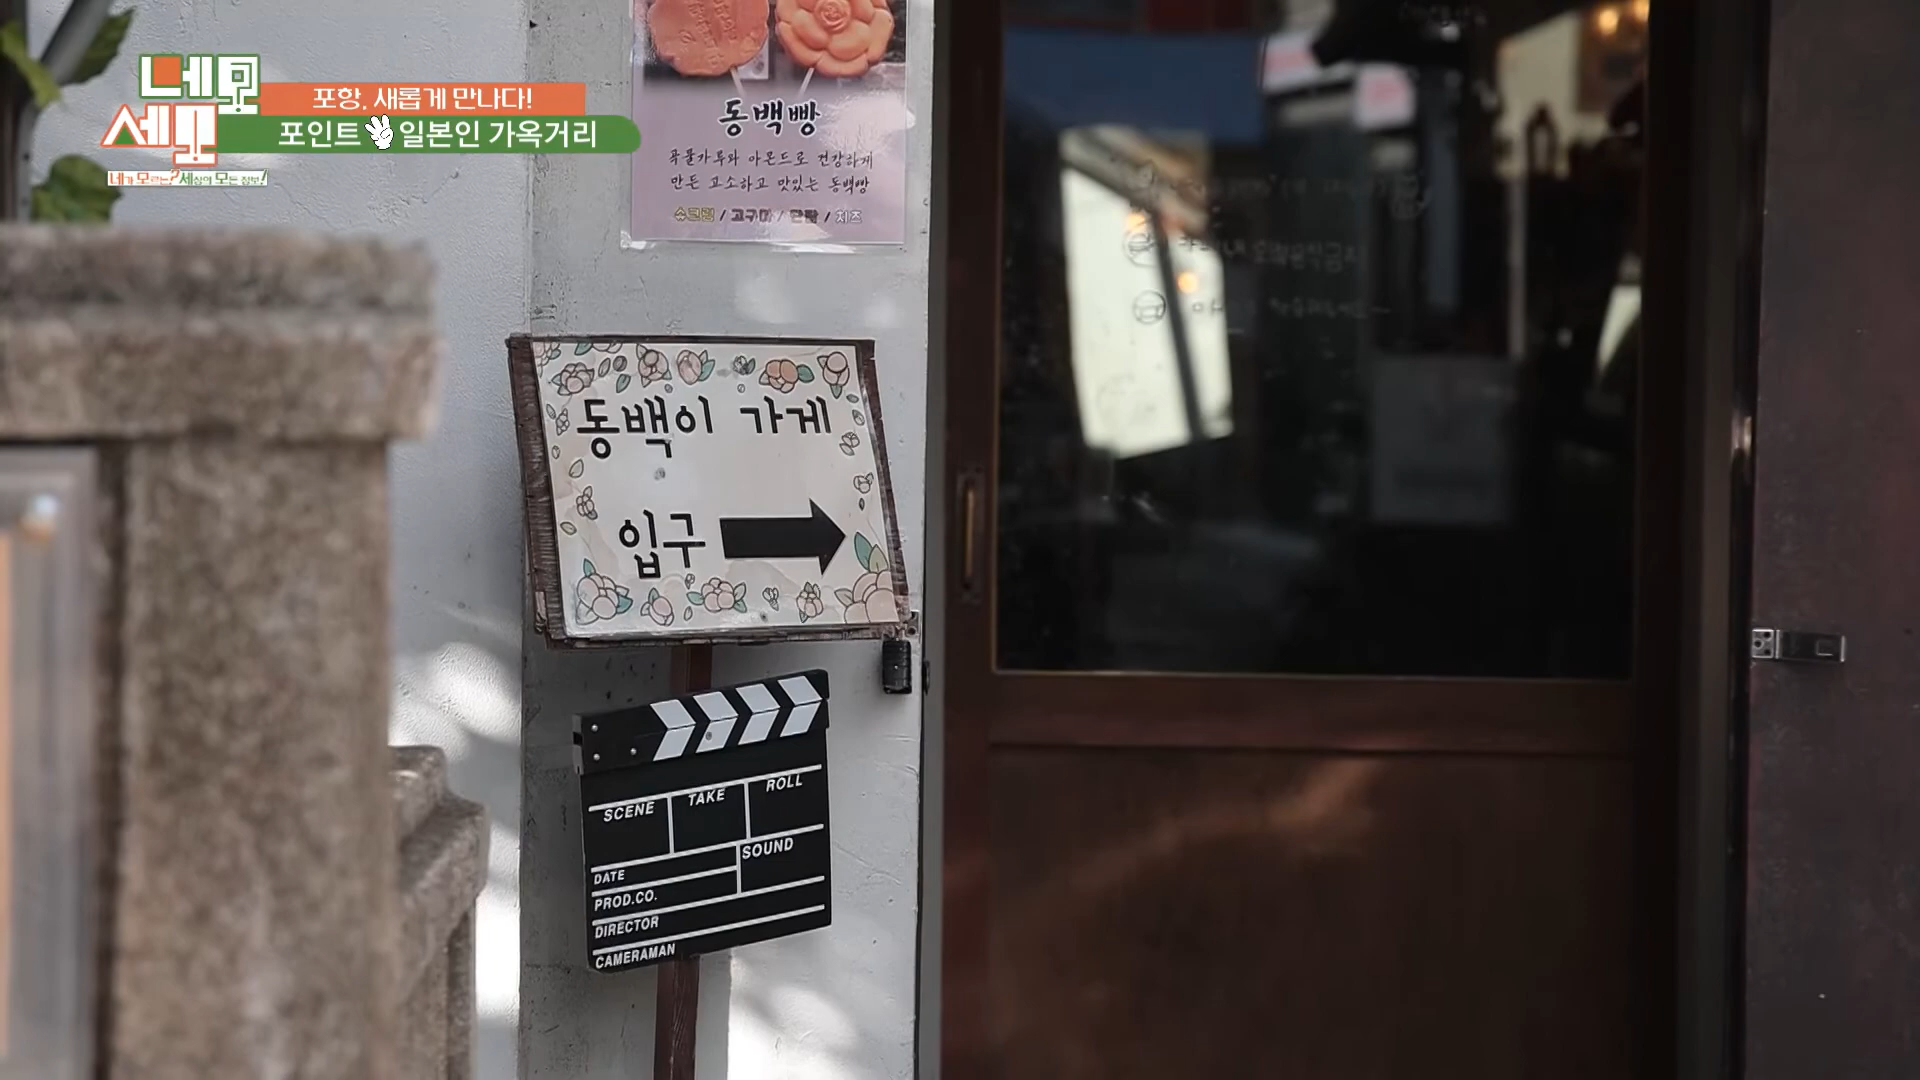 네모
세모
네가 모르는? 세상의 모든 정보!
포항, 새롭게 만나다!
포인트 일본인 가옥거리
동백빵
곡물가루와 아몬드로 건강하게
만든 고소하고 맛있는 동백빵
슈크림 / 고구마 / 단팥 / 치즈
동백이 가게
입구
SCENE TAKE ROLL
SOUND
DATE
PROD.CO.
DIRECTOR
CAMERAMAN